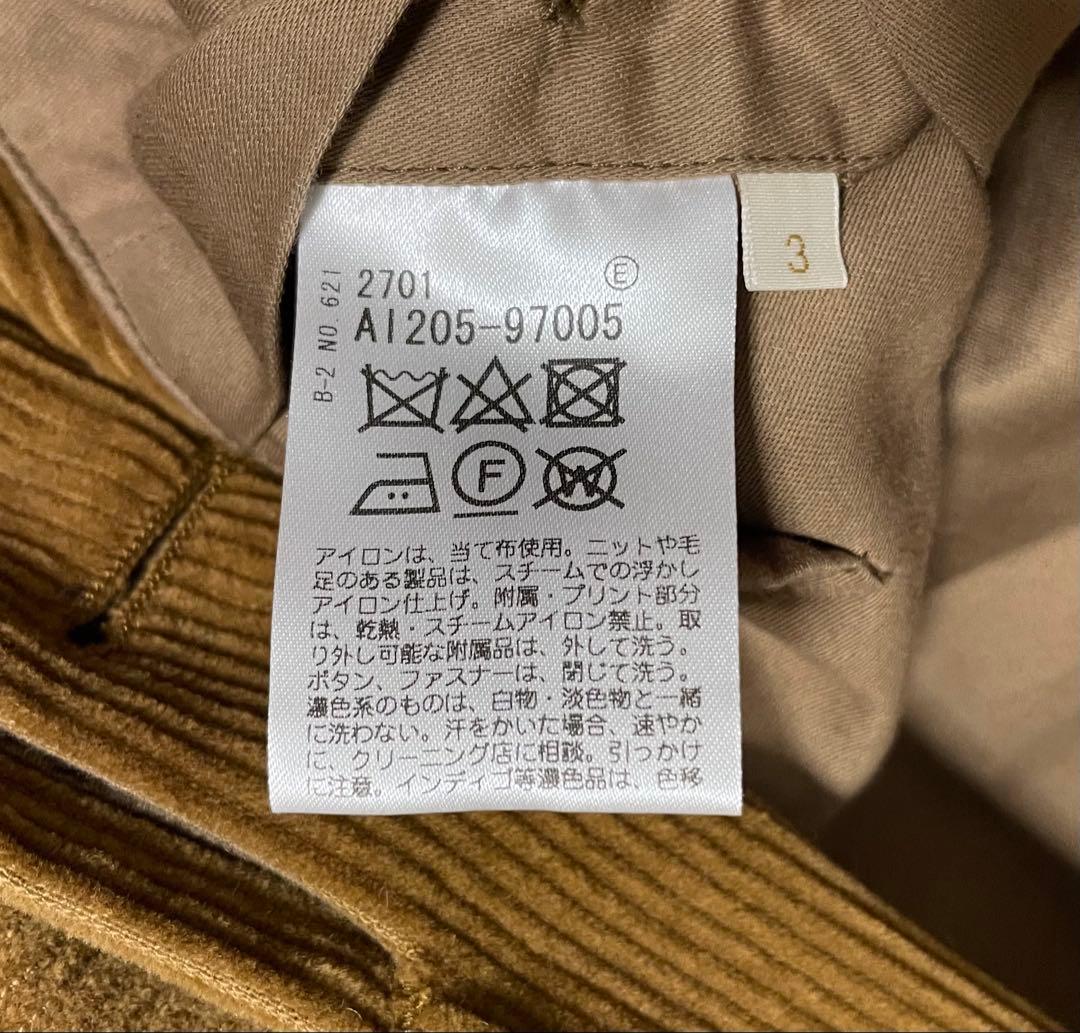 3
B-2 NO.621
2701
E
AI205-97005
F
W
アイロンは、当て布使用。ニットや毛
足のある製品は、スチームでの浮かし
アイロン仕上げ。附属・プリント部分
は、乾熱・スチームアイロン禁止。取
り外し可能な附属品は、外して洗う。
ボタン、ファスナーは、閉じて洗う。
濃色系のものは、白物・淡色物と一緒
に洗わない。汗をかいた場合、速やか
に、クリーニング店に相談。引っかけ
に注意。インディゴ等濃色品は、色移